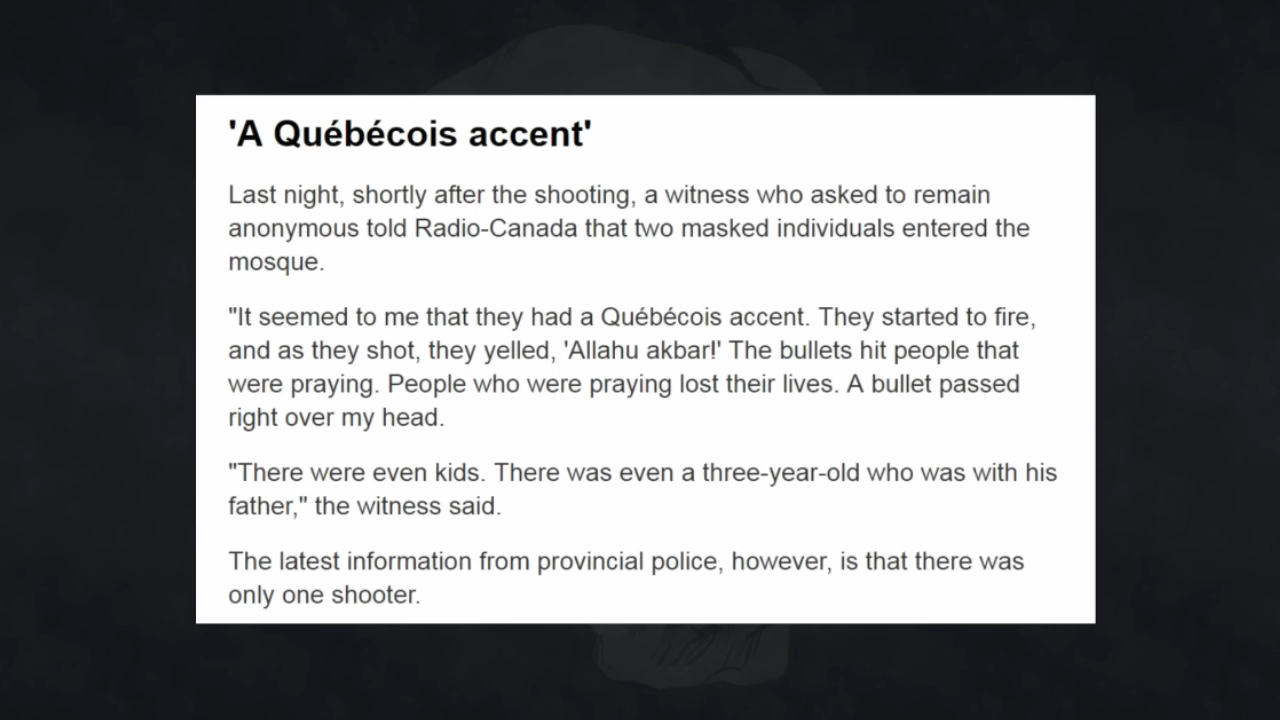 'A Québécois accent'
Last night, shortly after the shooting, a witness who asked to remain
anonymous told Radio-Canada that two masked individuals entered the
mosque.
"It seemed to me that they had a Québécois accent. They started to fire,
and as they shot, they yelled, 'Allahu akbar!' The bullets hit people that
were praying. People who were praying lost their lives. A bullet passed
right over my head.
"There were even kids. There was even a three-year-old who was with his
father," the witness said.
The latest information from provincial police, however, is that there was
only one shooter.